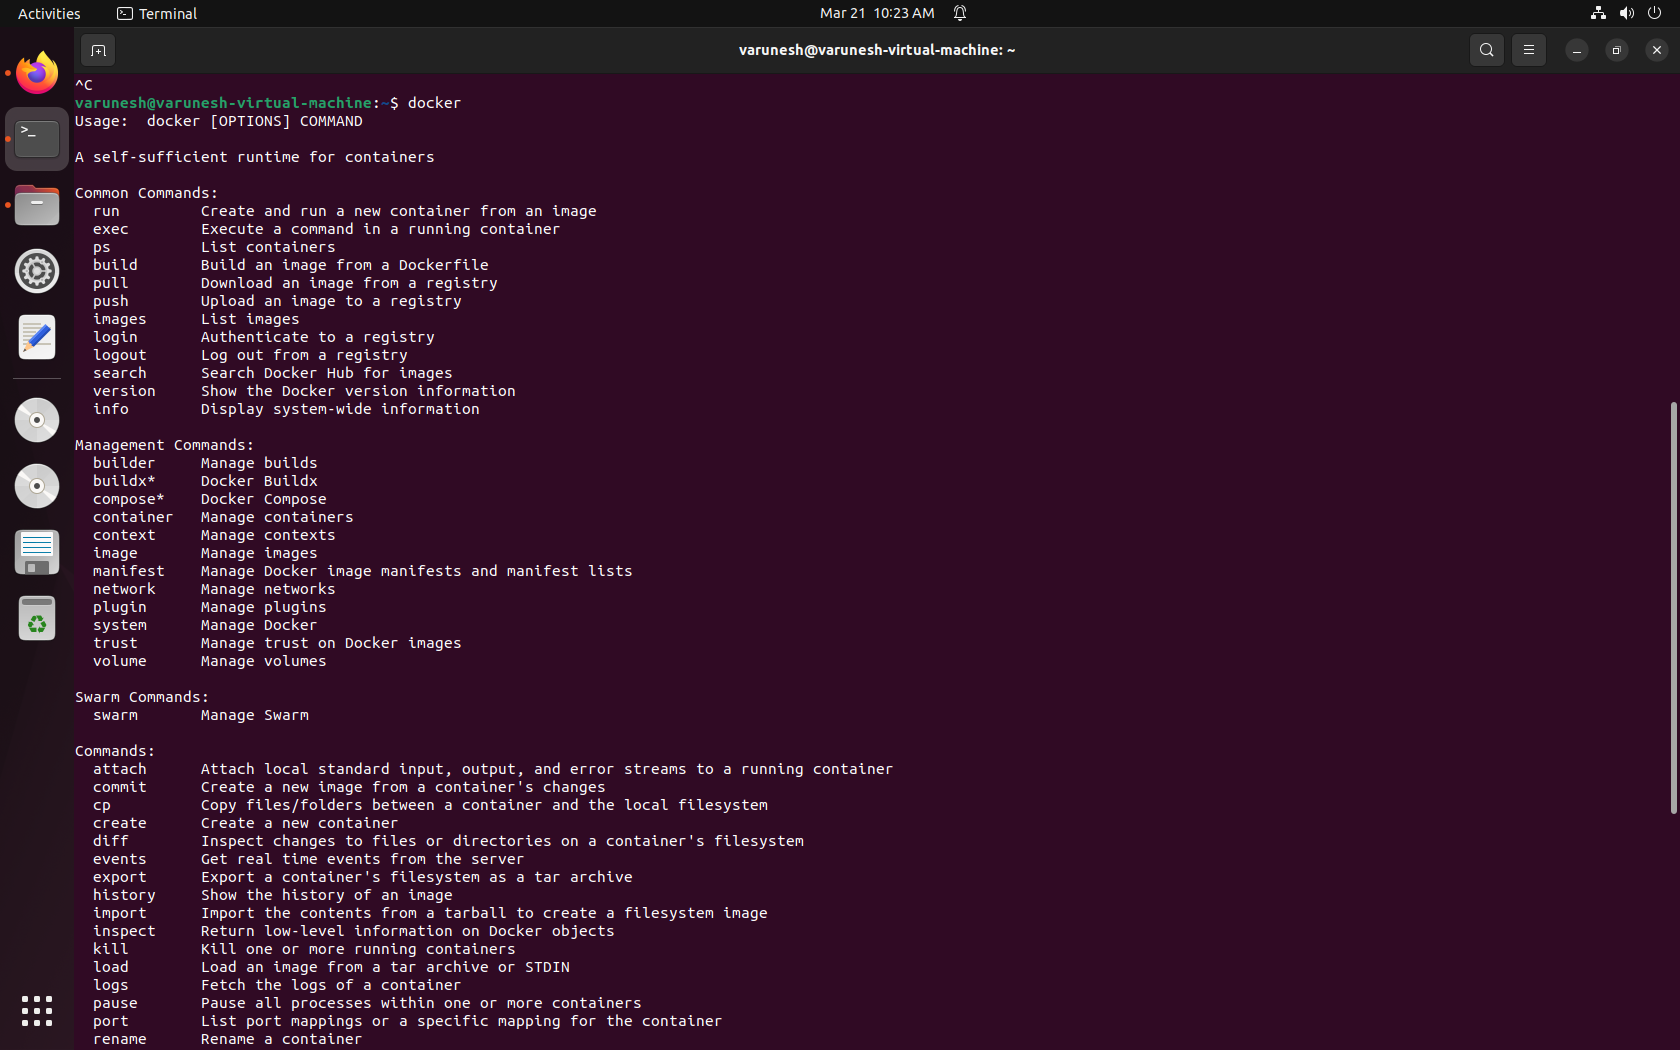 Activities Terminal Mar 21 10:23 AM
varunesh@varunesh-virtual-machine: ~
^C
varunesh@varunesh-virtual-machine:~$ docker
Usage:  docker [OPTIONS] COMMAND
A self-sufficient runtime for containers
Common Commands:
  run         Create and run a new container from an image
  exec        Execute a command in a running container
  ps          List containers
  build       Build an image from a Dockerfile
  pull        Download an image from a registry
  push        Upload an image to a registry
  images      List images
  login       Authenticate to a registry
  logout      Log out from a registry
  search      Search Docker Hub for images
  version     Show the Docker version information
  info        Display system-wide information
Management Commands:
  builder     Manage builds
  buildx*     Docker Buildx
  compose*    Docker Compose
  container   Manage containers
  context     Manage contexts
  image       Manage images
  manifest    Manage Docker image manifests and manifest lists
  network     Manage networks
  plugin      Manage plugins
  system      Manage Docker
  trust       Manage trust on Docker images
  volume      Manage volumes
Swarm Commands:
  swarm       Manage Swarm
Commands:
  attach      Attach local standard input, output, and error streams to a running container
  commit      Create a new image from a container's changes
  cp          Copy files/folders between a container and the local filesystem
  create      Create a new container
  diff        Inspect changes to files or directories on a container's filesystem
  events      Get real time events from the server
  export      Export a container's filesystem as a tar archive
  history     Show the history of an image
  import      Import the contents from a tarball to create a filesystem image
  inspect     Return low-level information on Docker objects
  kill        Kill one or more running containers
  load        Load an image from a tar archive or STDIN
  logs        Fetch the logs of a container
  pause       Pause all processes within one or more containers
  port        List port mappings or a specific mapping for the container
  rename      Rename a container